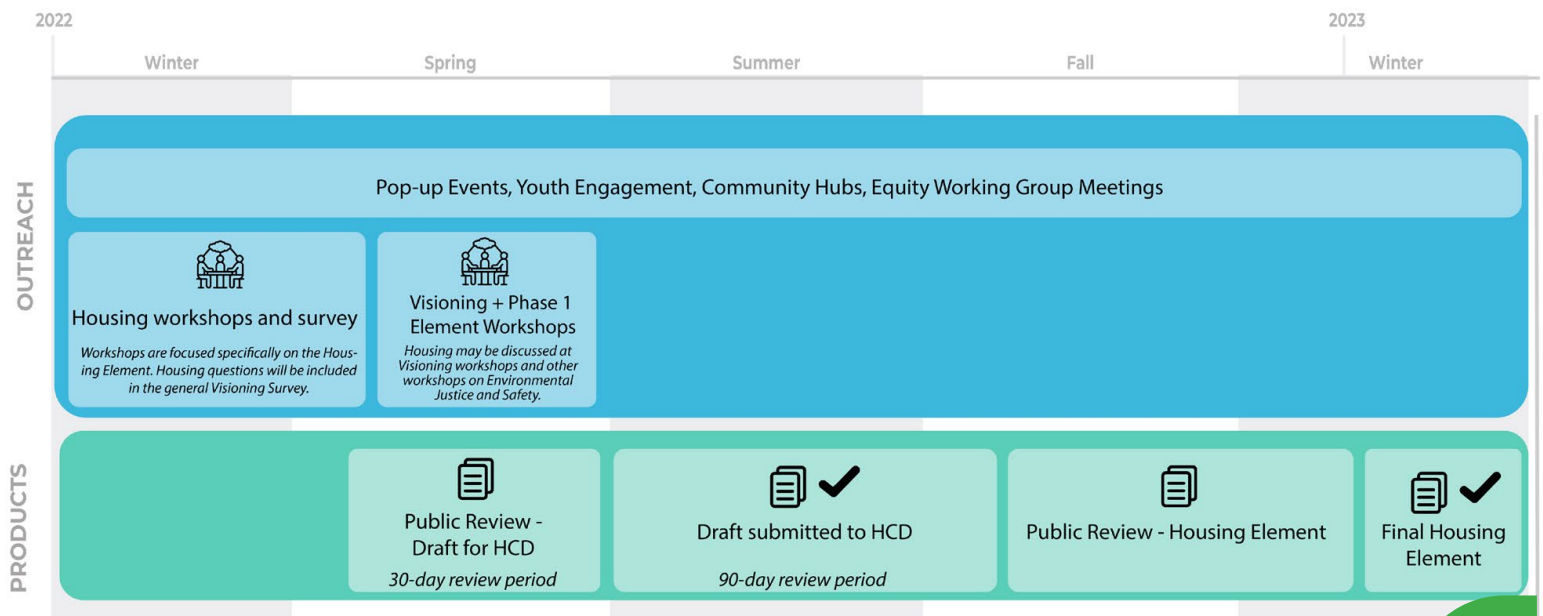 2022
2023
Winter
Spring
Summer
Fall
Winter
OUTREACH
Pop-up Events, Youth Engagement, Community Hubs, Equity Working Group Meetings
Housing workshops and survey
Workshops are focused specifically on the Hous-
ing Element. Housing questions will be included
in the general Visioning Survey.
Visioning + Phase 1
Element Workshops
Housing may be discussed at
Visioning workshops and other
workshops on Environmental
Justice and Safety.
PRODUCTS
Public Review -
Draft for HCD
30-day review period
Draft submitted to HCD
90-day review period
Public Review - Housing Element
Final Housing
Element